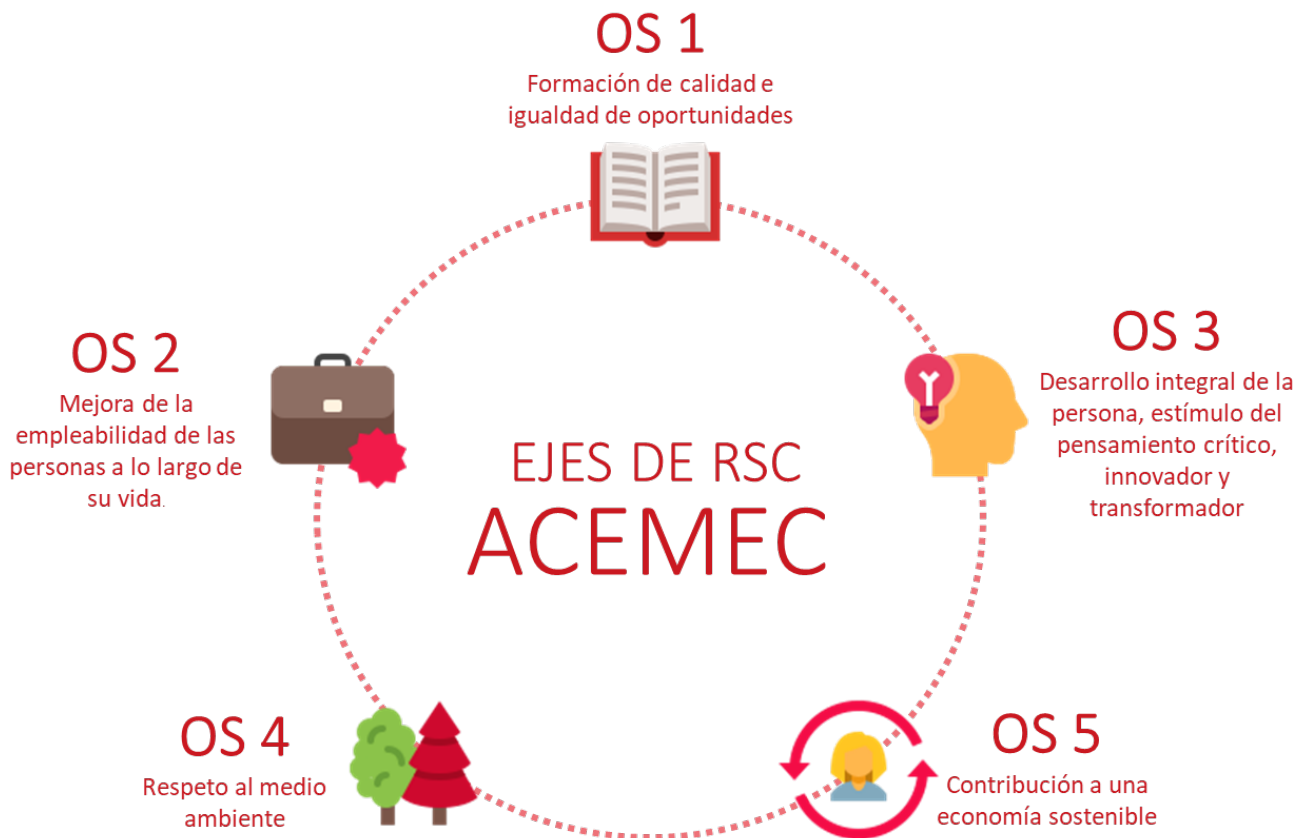 OS 1
Formación de calidad e
igualdad de oportunidades
OS 2
Mejora de la
empleabilidad de las
personas a lo largo de
su vida.
OS 3
Desarrollo integral de la
persona, estímulo del
pensamiento crítico,
innovador y
transformador
EJES DE RSC
ACEMEC
OS 4
Respeto al medio
ambiente
OS 5
Contribución a una
economía sostenible